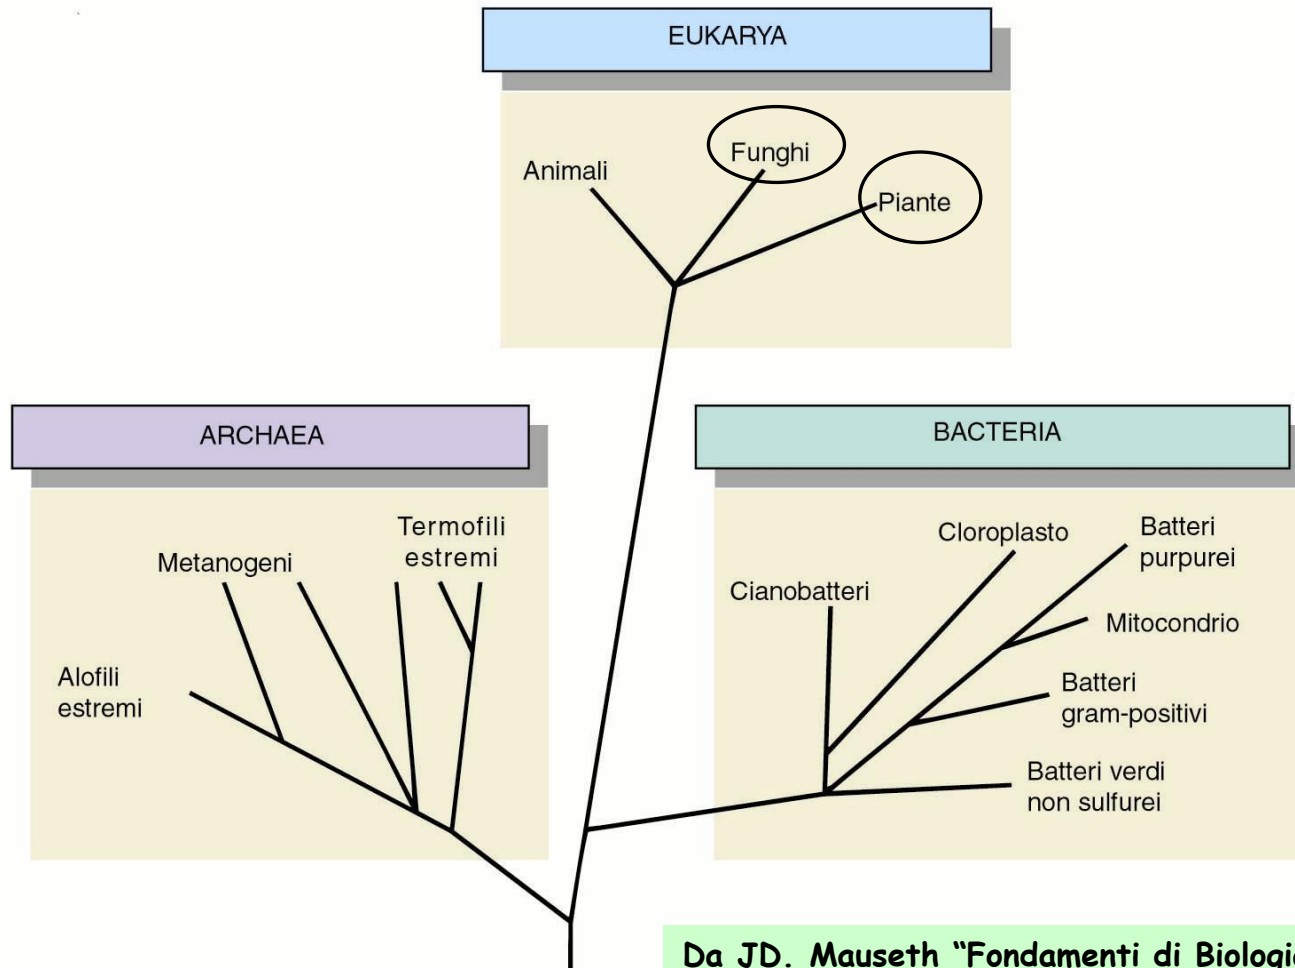 EUKARYA
Animali
Funghi
Piante
ARCHAEA
BACTERIA
Alofili
estremi
Metanogeni
Termofili
estremi
Cianobatteri
Cloroplasto
Batteri
purpurei
Mitocondrio
Batteri
gram-positivi
Batteri verdi
non sulfurei
Da JD. Mauseth “Fondamenti di